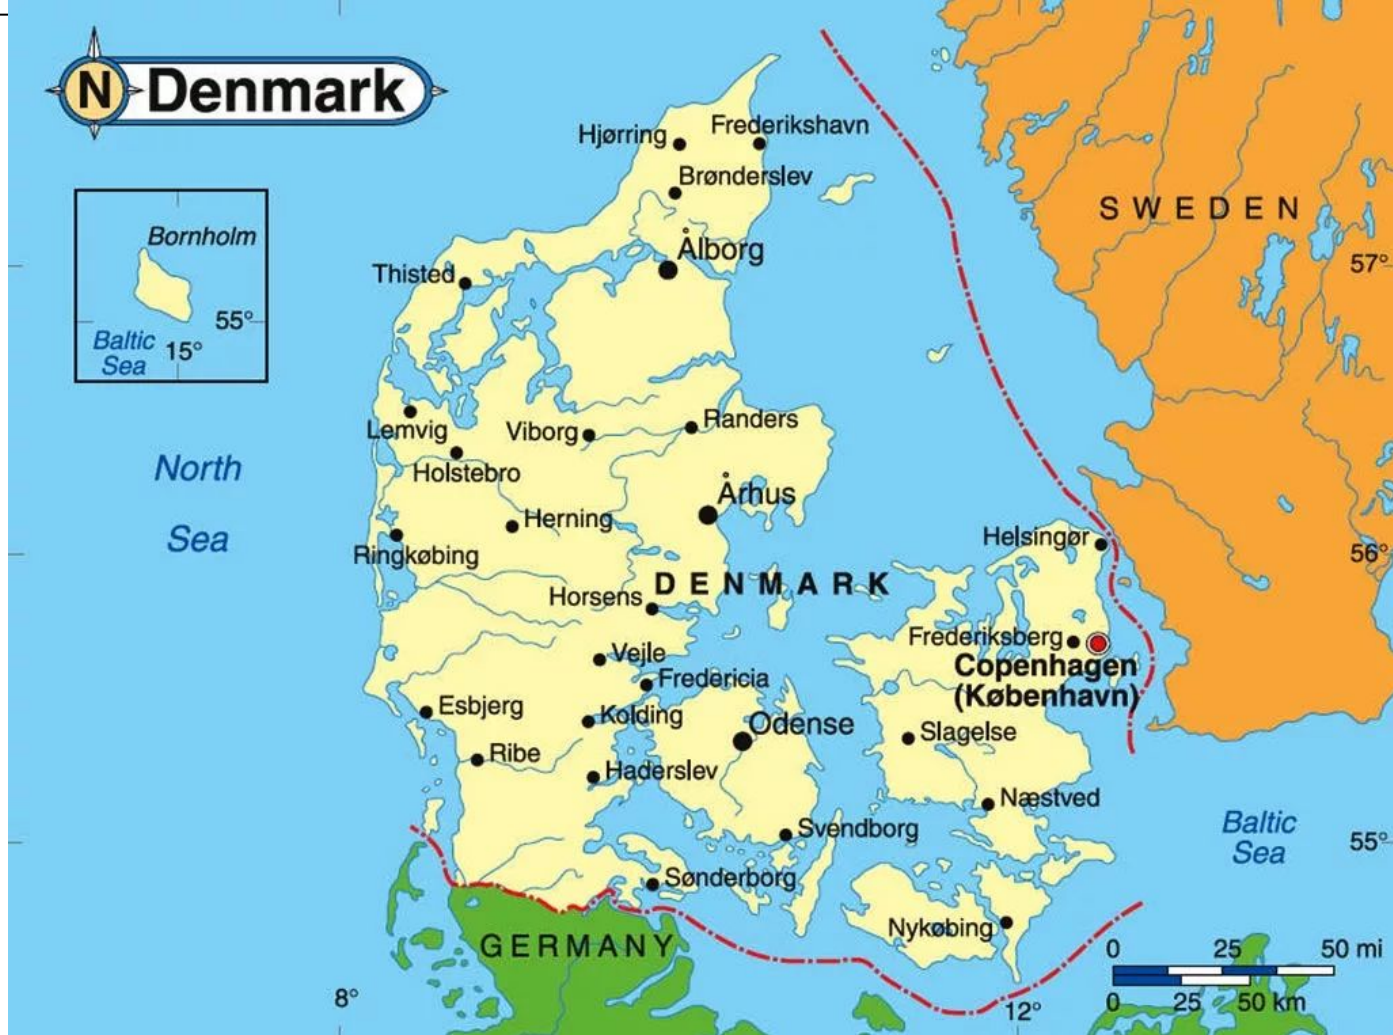 N Denmark
Hjørring
Frederikshavn
Brønderslev
SWEDEN
Bornholm
Ålborg
57°
Thisted
55°
Baltic
Sea
15°
Lemvig
Viborg
Randers
North
Sea
Holstebro
Århus
Herning
Helsingør
Ringkøbing
56°
DENMARK
Horsens
Frederiksberg
Vejle
Copenhagen
(København)
Fredericia
Esbjerg
Kolding
Odense
Slagelse
Ribe
Haderslev
Næstved
Svendborg
Baltic
Sea
55°
Sønderborg
Nykøbing
GERMANY
0 25 50 mi
0 25 50 km
8°
12°